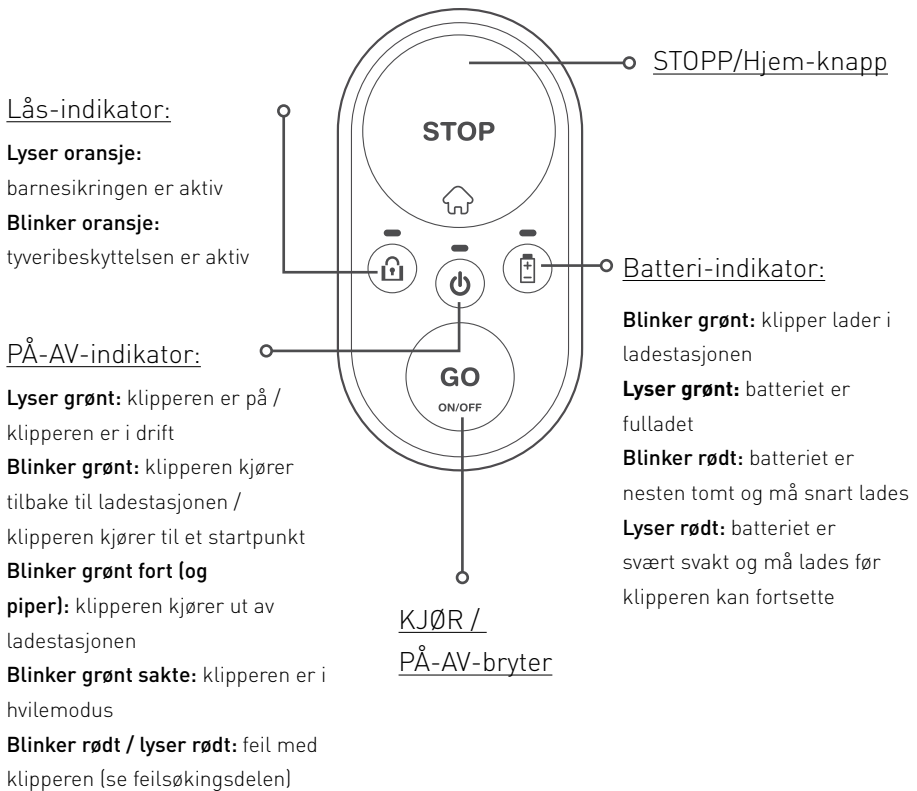 STOPP/Hjem-knapp
Lås-indikator:
Lyser oransje:
barnesikringen er aktiv
Blinker oransje:
tyveribeskyttelsen er aktiv
STOP
PÅ-AV-indikator:
Lyser grønt: klipperen er på /
klipperen er i drift
Blinker grønt: klipperen kjører
tilbake til ladestasjonen /
klipperen kjører til et startpunkt
Blinker grønt fort (og
piper): klipperen kjører ut av
ladestasjonen
Blinker grønt sakte: klipperen er i
hvilemodus
Blinker rødt / lyser rødt: feil med
klipperen (se feilsøkingsdelen)
GO
ON/OFF
KJØR /
PÅ-AV-bryter
Batteri-indikator:
Blinker grønt: klipper lader i
ladestasjonen
Lyser grønt: batteriet er
fulladet
Blinker rødt: batteriet er
nesten tomt og må snart lades
Lyser rødt: batteriet er
svært svakt og må lades før
klipperen kan fortsette